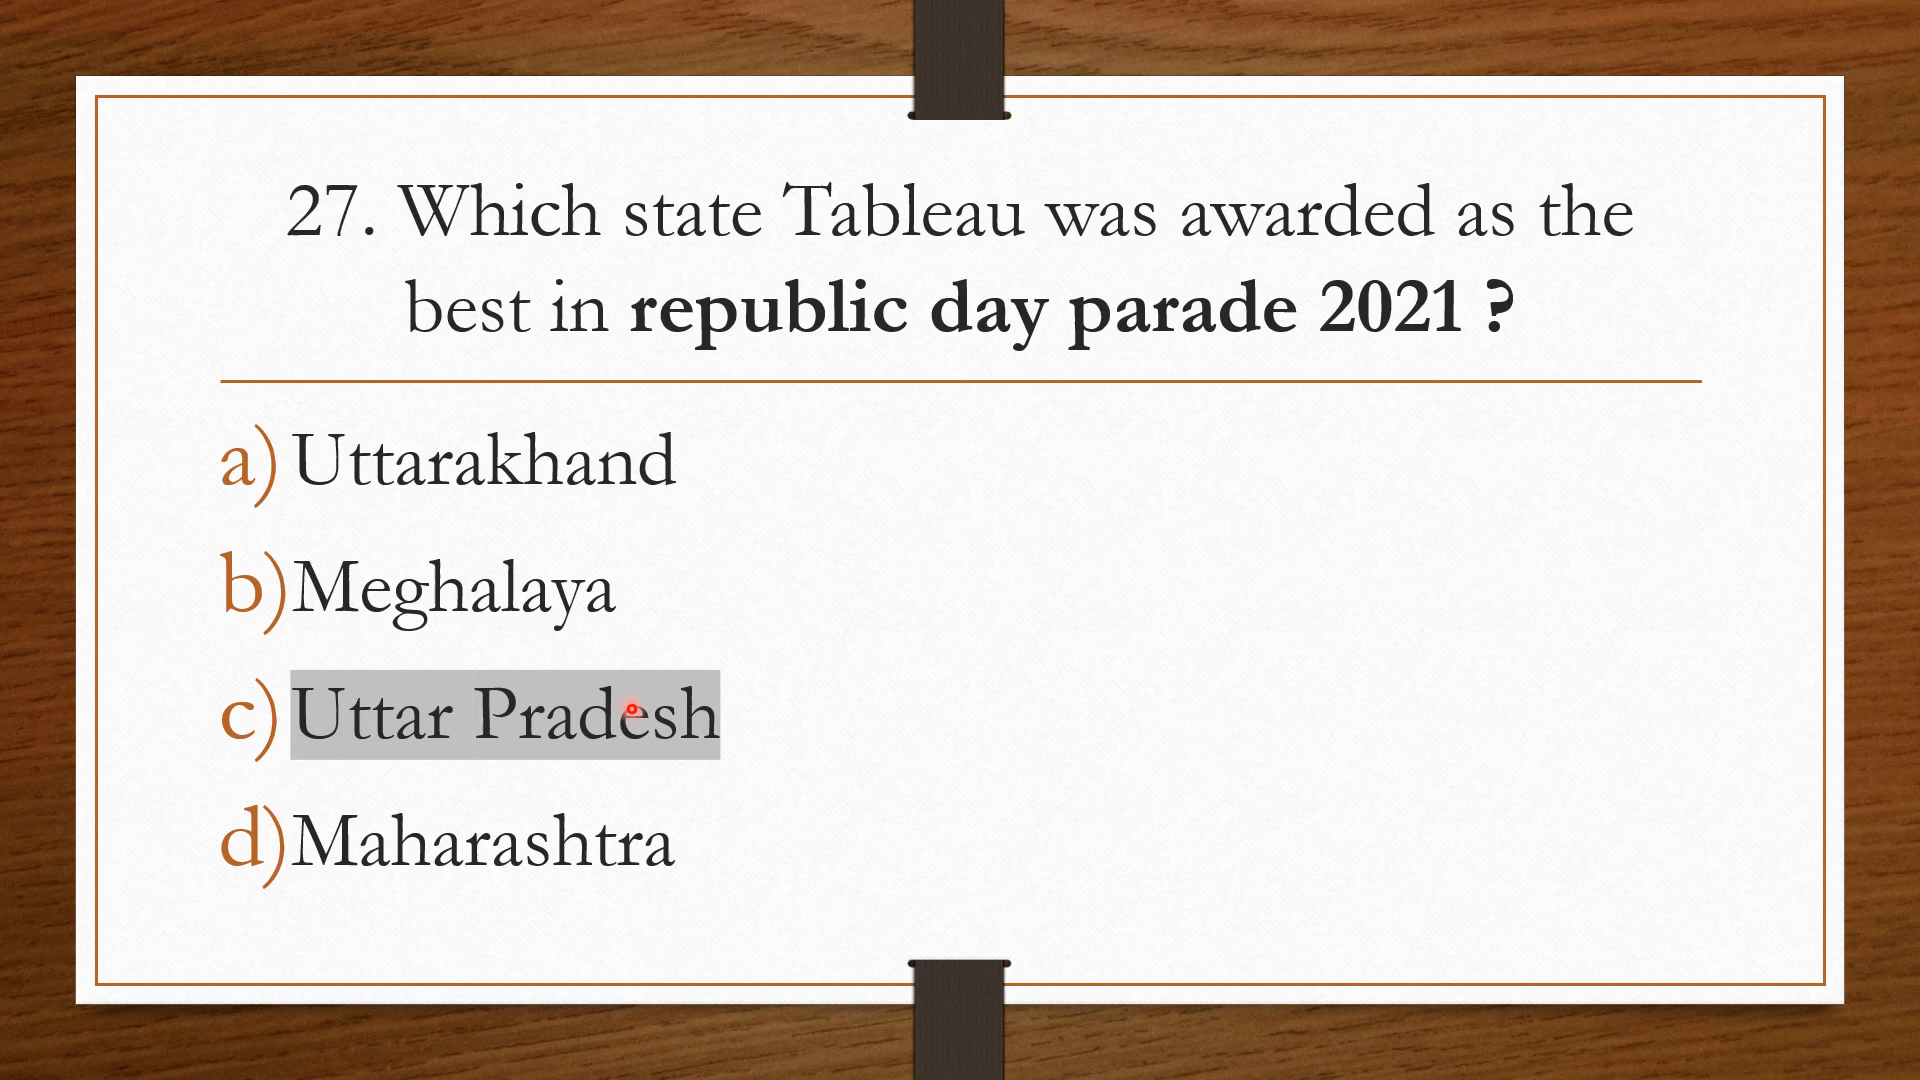 27. Which state Tableau was awarded as the
best in republic day parade 2021 ?
a) Uttarakhand
b) Meghalaya
c) Uttar Pradesh
d) Maharashtra